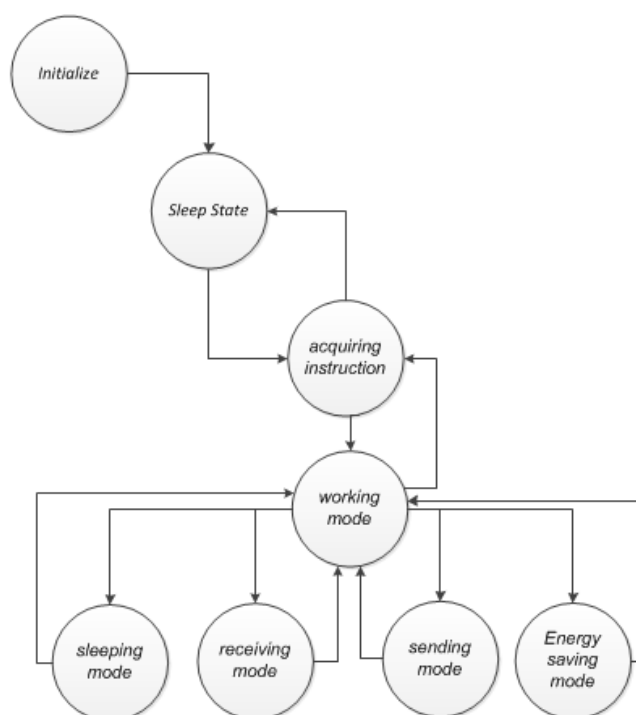 Initialize
Sleep State
acquiring
instruction
working
mode
sleeping
mode
receiving
mode
sending
mode
Energy
saving
mode